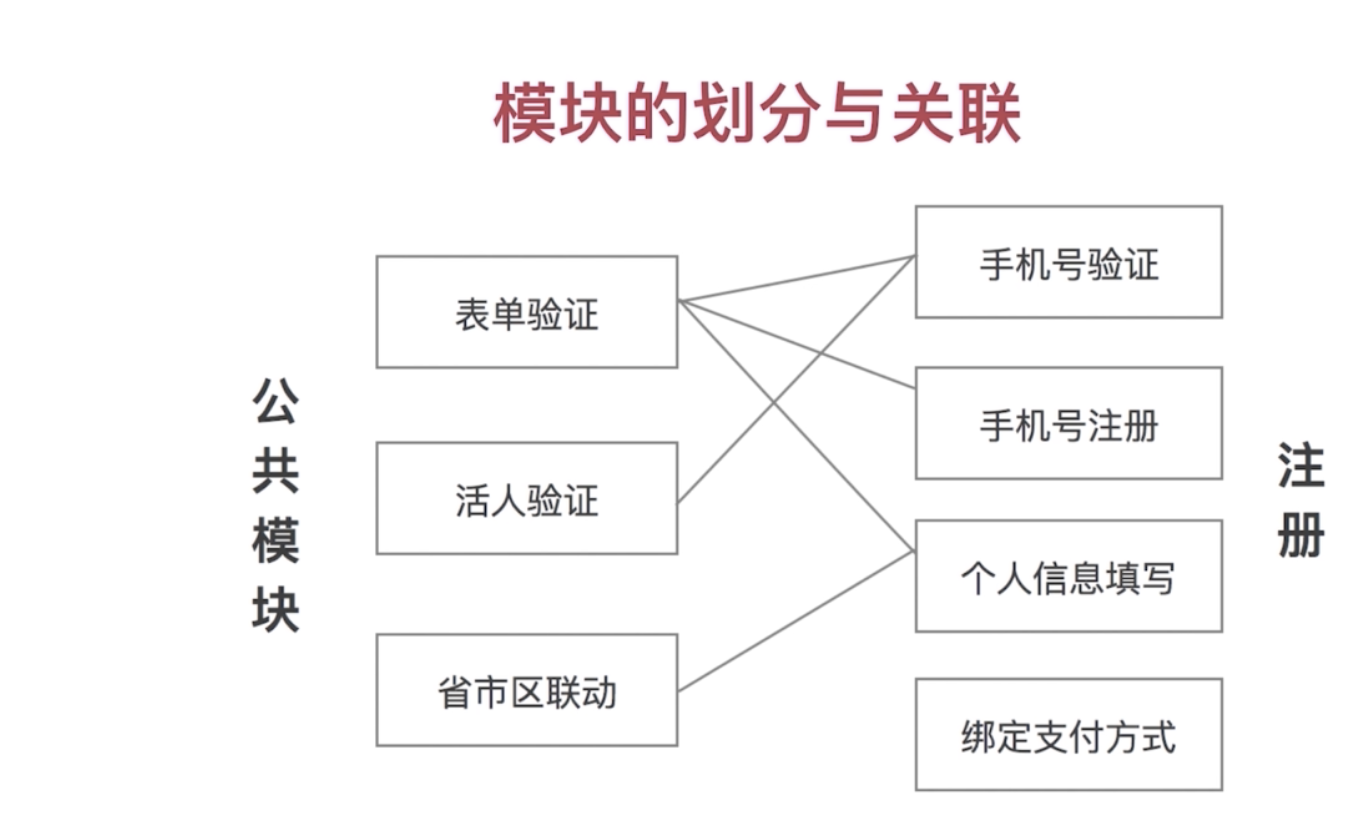 模块的划分与关联
公共模块
表单验证
活人验证
省市区联动
手机号验证
手机号注册
个人信息填写
绑定支付方式
注册